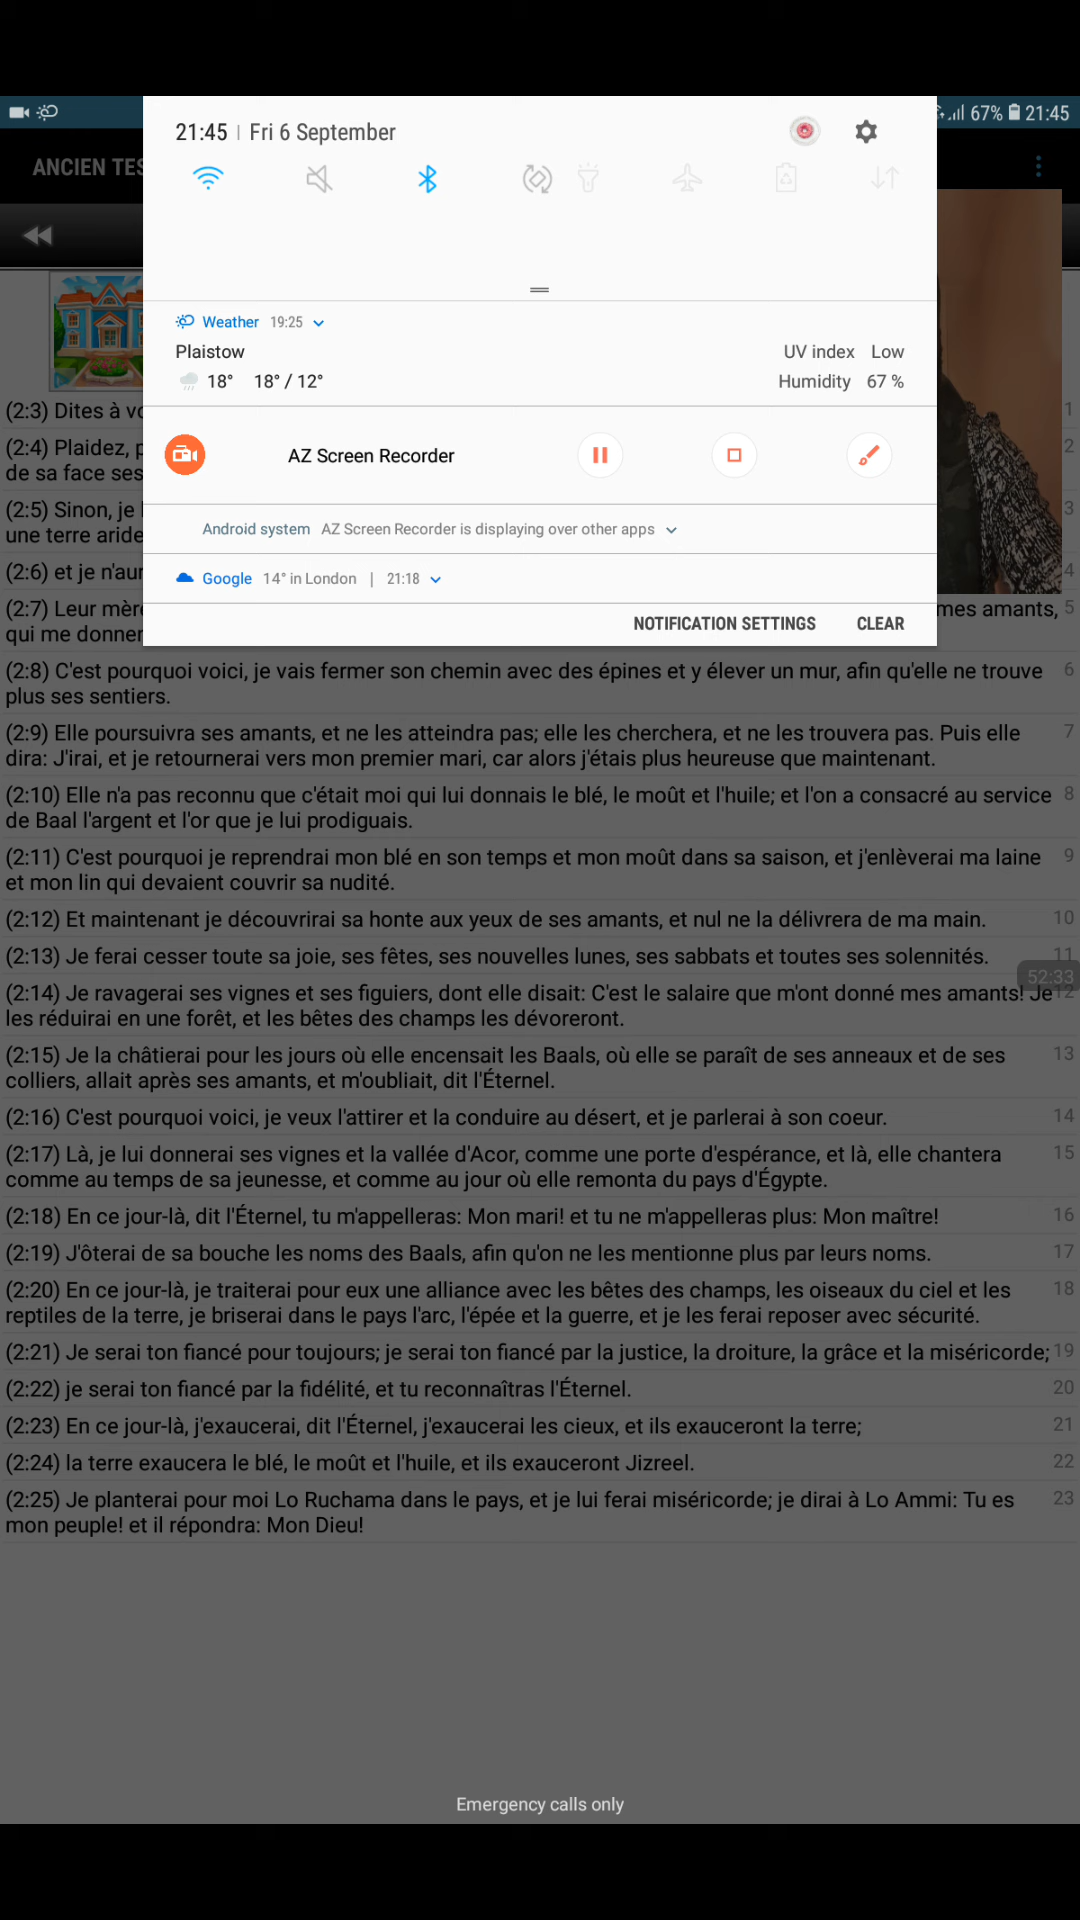 67% 21:45
21:45 | Fri 6 September
ANCIEN TES
Weather 19:25
Plaistow
UV index Low
18° 18° / 12°
Humidity 67 %
AZ Screen Recorder
Android system AZ Screen Recorder is displaying over other apps
Google 14° in London | 21:18
NOTIFICATION SETTINGS CLEAR
(2:3) Dites à 1
(2:4) Plaidez, 2
de sa face ses
(2:5) Sinon, je 3
une terre aride
(2:6) et je 4
(2:7) Leur mère mes amants, 5
qui me
(2:8) C'est pourquoi voici, je vais fermer son chemin avec des épines et y élever un mur, afin qu'elle ne trouve 6
plus ses sentiers.
(2:9) Elle poursuivra ses amants, et ne les atteindra pas; elle les cherchera, et ne les trouvera pas. Puis elle 7
dira: J'irai, et je retournerai vers mon premier mari, car alors j'étais plus heureuse que maintenant.
(2:10) Elle n'a pas reconnu que c'était moi qui lui donnais le blé, le moût et l'huile; et l'on a consacré au service 8
de Baal l'argent et l'or que je lui prodiguais.
(2:11) C'est pourquoi je reprendrai mon blé en son temps et mon moût dans sa saison, et j'enlèverai ma laine 9
et mon lin qui devaient couvrir sa nudité.
(2:12) Et maintenant je découvrirai sa honte aux yeux de ses amants, et nul ne la délivrera de ma main. 10
(2:13) Je ferai cesser toute sa joie, ses fêtes, ses nouvelles lunes, ses sabbats et toutes ses solennités. 11
52:33
(2:14) Je ravagerai ses vignes et ses figuiers, dont elle disait: C'est le salaire que m'ont donné mes amants! Je 12
les réduirai en une forêt, et les bêtes des champs les dévoreront.
(2:15) Je la châtierai pour les jours où elle encensait les Baals, où elle se paraît de ses anneaux et de ses 13
colliers, allait après ses amants, et m'oubliait, dit l'Éternel.
(2:16) C'est pourquoi voici, je veux l'attirer et la conduire au désert, et je parlerai à son coeur. 14
(2:17) Là, je lui donnerai ses vignes et la vallée d'Acor, comme une porte d'espérance, et là, elle chantera 15
comme au temps de sa jeunesse, et comme au jour où elle remonta du pays d'Égypte.
(2:18) En ce jour-là, dit l'Éternel, tu m'appelleras: Mon mari! et tu ne m'appelleras plus: Mon maître! 16
(2:19) J'ôterai de sa bouche les noms des Baals, afin qu'on ne les mentionne plus par leurs noms. 17
(2:20) En ce jour-là, je traiterai pour eux une alliance avec les bêtes des champs, les oiseaux du ciel et les 18
reptiles de la terre, je briserai dans le pays l'arc, l'épée et la guerre, et je les ferai reposer avec sécurité.
(2:21) Je serai ton fiancé pour toujours; je serai ton fiancé par la justice, la droiture, la grâce et la miséricorde; 19
(2:22) je serai ton fiancé par la fidélité, et tu reconnaîtras l'Éternel. 20
(2:23) En ce jour-là, j'exaucerai, dit l'Éternel, j'exaucerai les cieux, et ils exauceront la terre; 21
(2:24) la terre exaucera le blé, le moût et l'huile, et ils exauceront Jizreel. 22
(2:25) Je planterai pour moi Lo Ruchama dans le pays, et je lui ferai miséricorde; je dirai à Lo Ammi: Tu es 23
mon peuple! et il répondra: Mon Dieu!
Emergency calls only